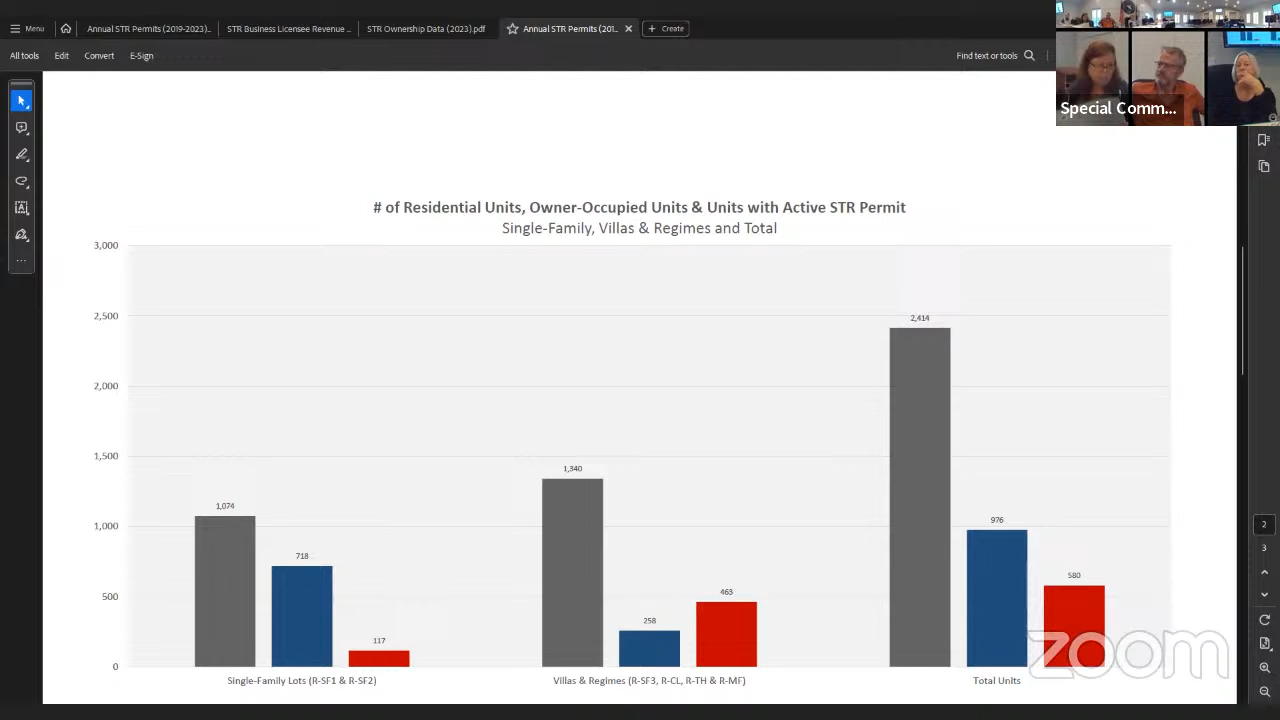 Menu
Annual STR Permits (2019-2023)...
STR Business Licensee Revenue ...
STR Ownership Data (2023).pdf
Annual STR Permits (201...
+ Create
All tools
Edit
Convert
E-Sign
Find text or tools
Special Comm...
# of Residential Units, Owner-Occupied Units & Units with Active STR Permit
Single-Family, Villas & Regimes and Total
3,000
2,500
2,000
1,500
1,000
500
0
1,074
718
117
1,340
258
463
2,414
976
580
Single-Family Lots (R-SF1 & R-SF2)
Villas & Regimes (R-SF3, R-CL, R-TH & R-MF)
Total Units
2
3
zoom